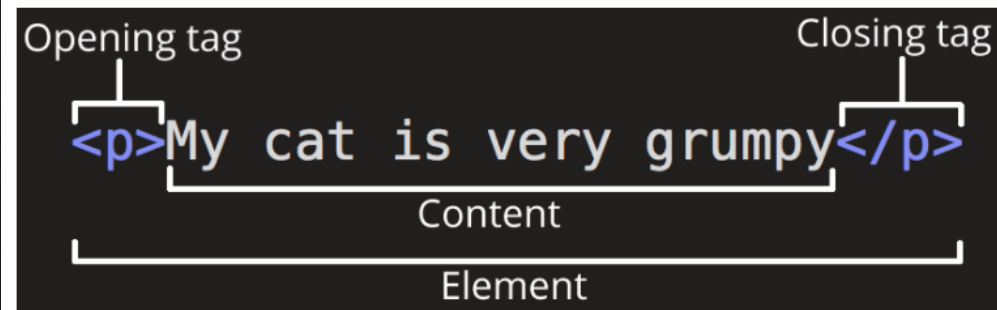 Opening tag
Closing tag
<p>My cat is very grumpy</p>
Content
Element